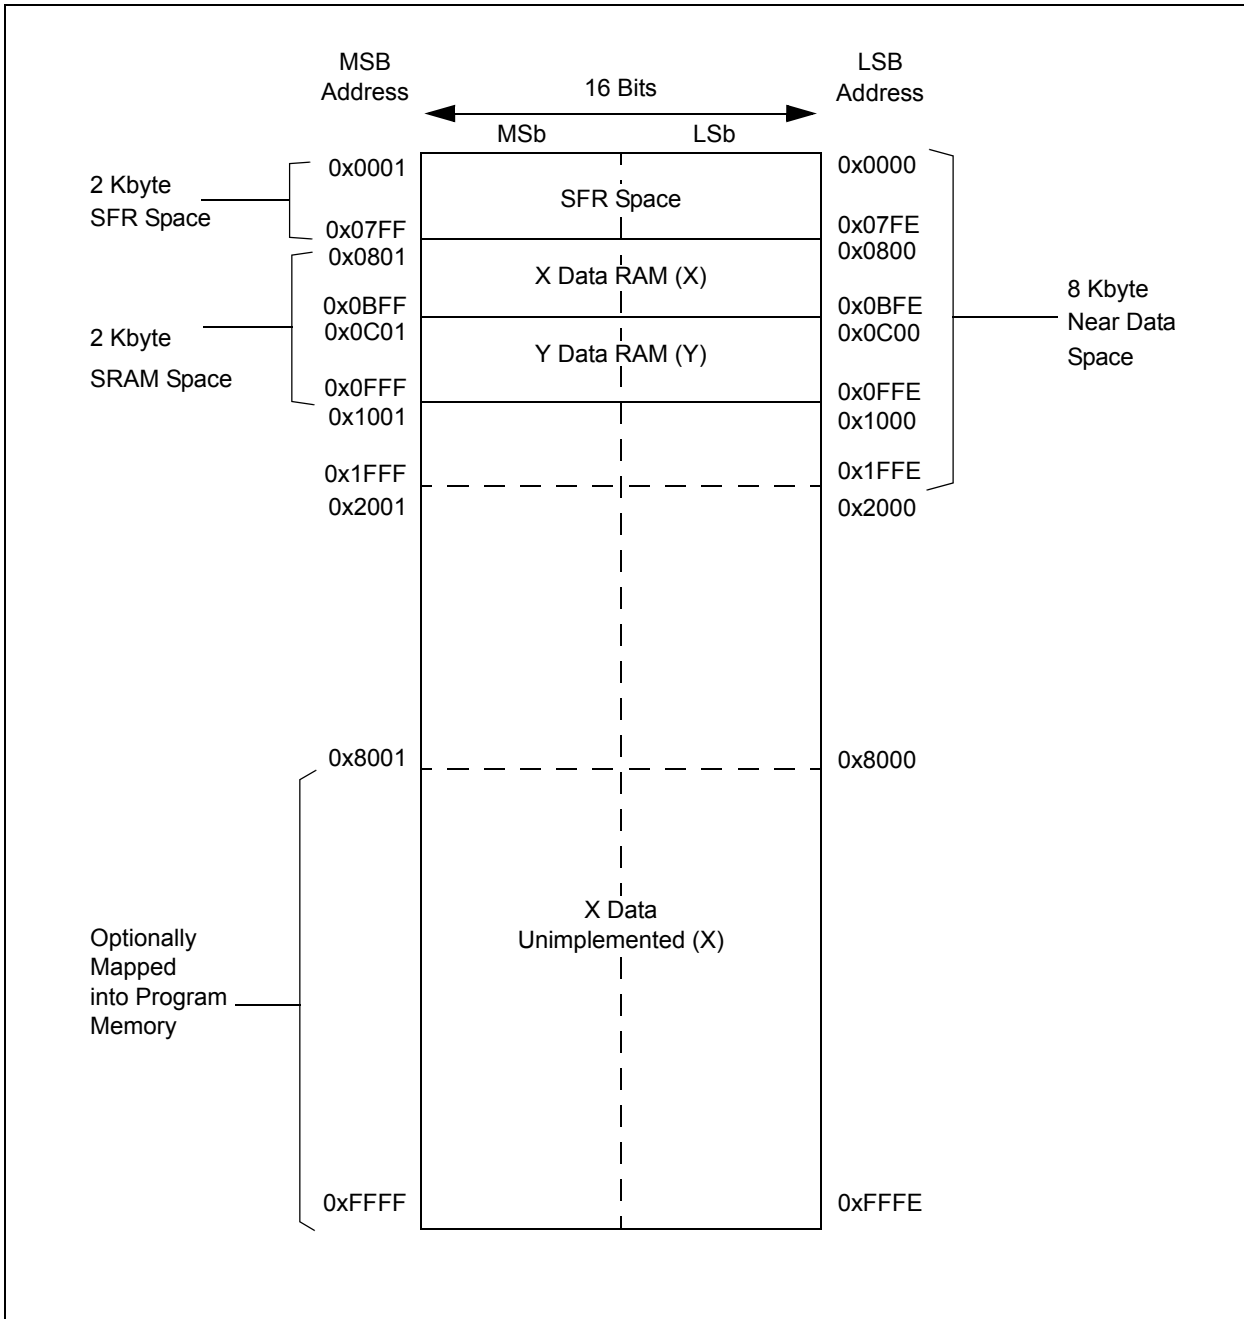 MSB
Address
LSB
Address
16 Bits
MSb
LSb
0x0001
0x0000
2 Kbyte
SFR Space
SFR Space
0x07FF
0x07FE
0x0801
0x0800
X Data RAM (X)
0x0BFF
0x0BFE
0x0C01
0x0C00
2 Kbyte
SRAM Space
Y Data RAM (Y)
8 Kbyte
Near Data
Space
0x0FFF
0x0FFE
0x1001
0x1000
0x1FFF
0x1FFE
0x2001
0x2000
0x8001
0x8000
X Data
Unimplemented (X)
Optionally
Mapped
into Program
Memory
0xFFFF
0xFFFE